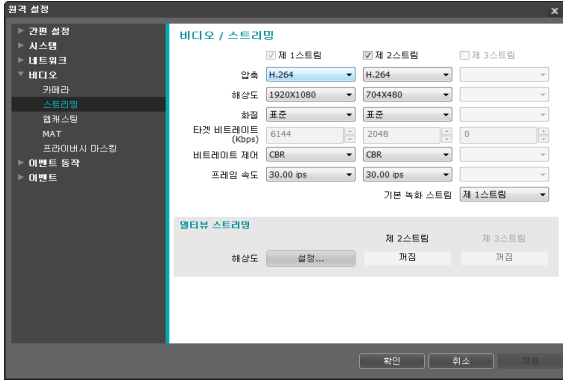 원격 설정
x
간편 설정
시스템
네트워크
비디오
카메라
스트리밍
웹캐스팅
MAT
프라이버시 마스킹
이벤트 동작
이벤트
비디오 / 스트리밍
제 1스트림 제 2스트림 제 3스트림
압축 H.264 H.264
해상도 1920X1080 704X480
화질 표준 표준
타겟 비트레이트
(Kbps) 6144 2048 0
비트레이트 제어 CBR CBR
프레임 속도 30.00 ips 30.00 ips
기본 녹화 스트림 제 1스트림
멀티뷰 스트리밍
제 2스트림 제 3스트림
해상도 설정... 꺼짐 꺼짐
확인 취소 적용